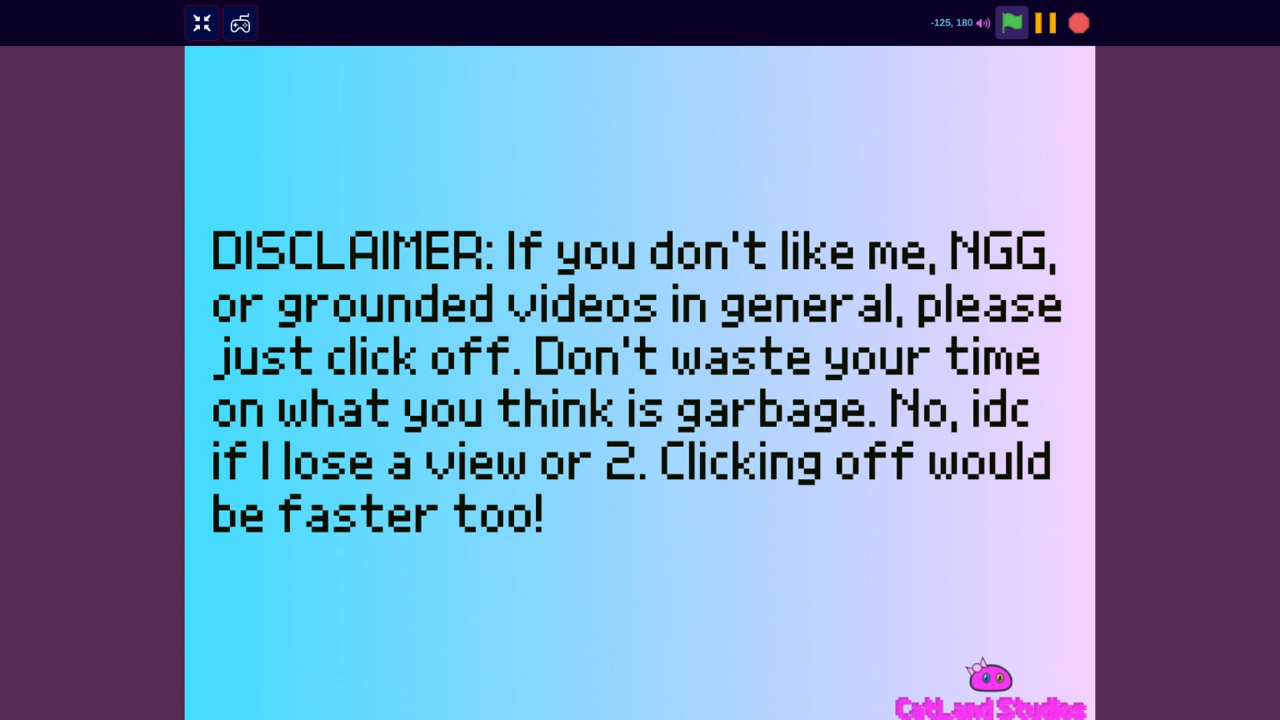 -125, 180
DISCLAIMER: If you don't like me, NGG,
or grounded videos in general, please
just click off. Don't waste your time
on what you think is garbage. No, idc
if I lose a view or 2. Clicking off would
be faster too!
CatLand Studios